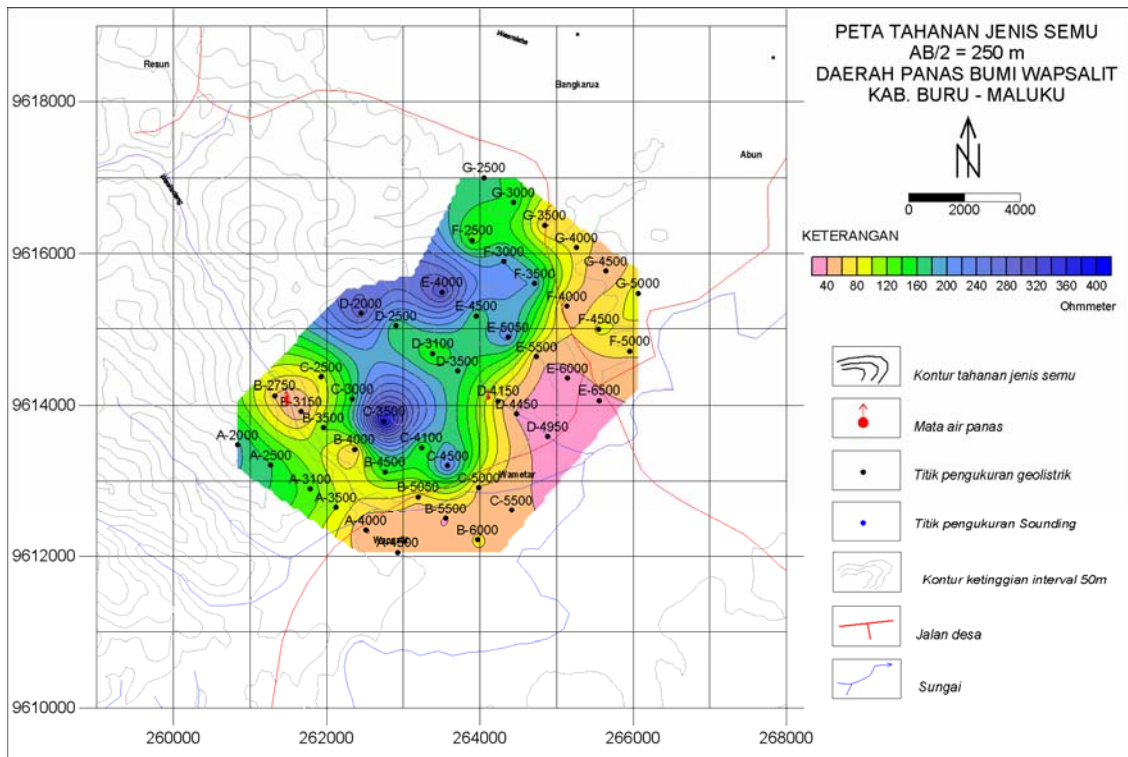 PETA TAHANAN JENIS SEMU
AB/2 = 250 m
DAERAH PANAS BUMI WAPSALIT
KAB. BURU - MALUKU
N
0 2000 4000
KETERANGAN
40 80 120 160 200 240 280 320 360 400
Ohmmeter
Kontur tahanan jenis semu
Mata air panas
Titik pengukuran geolistrik
Titik pengukuran Sounding
Kontur ketinggian interval 50m
Jalan desa
Sungai
9618000
9616000
9614000
9612000
9610000
260000 262000 264000 266000 268000
Resun
Bangkarua
Abun
G-2500
G-3000
G-3500
G-4000
G-4500
G-5000
F-2500
F-3000
F-3500
F-4000
F-4500
F-5000
E-4000
E-4500
E-5050
E-5500
E-6000
E-6500
D-2000
D-2500
D-3100
D-3500
D-4150
D-4450
D-4950
C-2500
C-3000
C-3500
C-4100
C-4500
C-5000
C-5500
Wametar
B-2750
B-3150
B-3500
B-4000
B-4500
B-5050
B-5500
B-6000
A-2000
A-2500
A-3100
A-3500
A-4000
A-4500